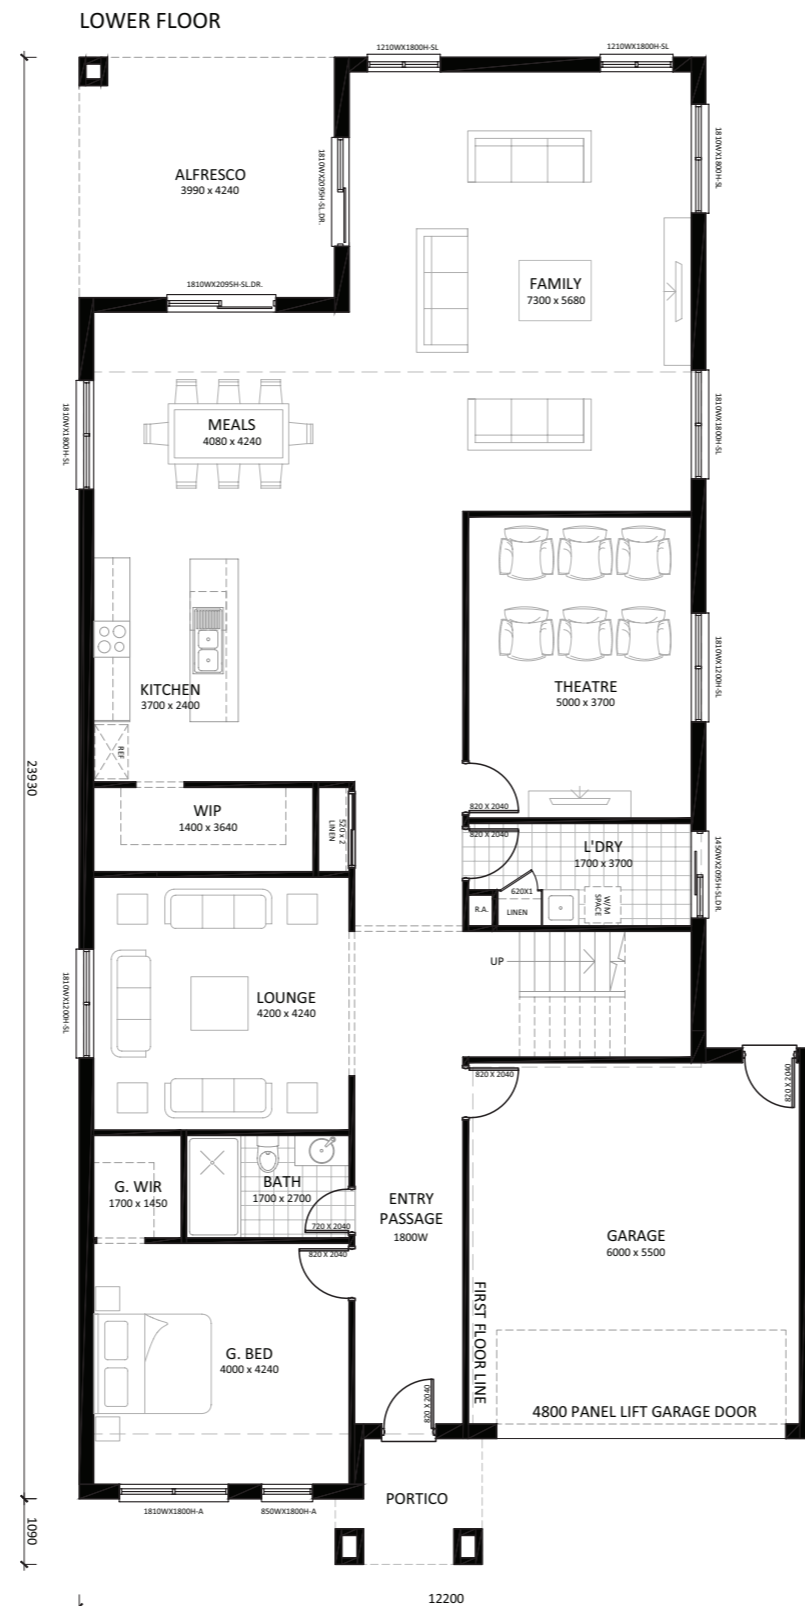 LOWER FLOOR
1210WX1800H-SL
1210WX1800H-SL
1810WX1800H-SL
1810WX2095H-SL.DR.
ALFRESCO
3990 x 4240
1810WX2095H-SL.DR.
FAMILY
7300 x 5680
1810WX1800H-SL
1810WX1800H-SL
MEALS
4080 x 4240
KITCHEN
3700 x 2400
REF
THEATRE
5000 x 3700
1810WX1200H-SL
820 X 2040
WIP
1400 x 3640
520 x 2
LINEN
820 X 2040
L'DRY
1700 x 3700
1450WX2095H-SL.DR.
620X1
LINEN
R.A.
W/M
SPACE
23930
UP
LOUNGE
4200 x 4240
1810WX1200H-SL
820 X 2040
820 X 2040
G. WIR
1700 x 1450
BATH
1700 x 2700
720 X 2040
820 X 2040
ENTRY
PASSAGE
1800W
GARAGE
6000 x 5500
FIRST FLOOR LINE
G. BED
4000 x 4240
820 X 2040
4800 PANEL LIFT GARAGE DOOR
1810WX1800H-A
850WX1800H-A
PORTICO
1090
12200